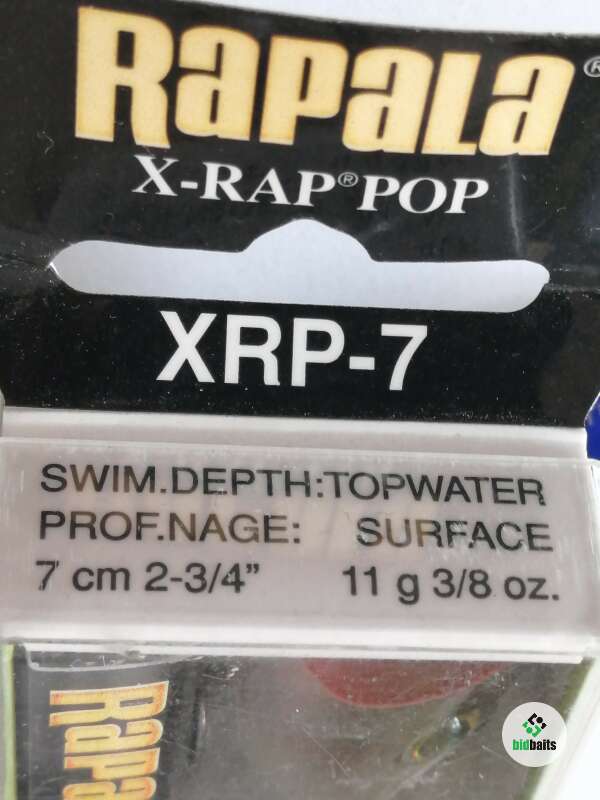 Rapala®
X-RAP® POP
XRP-7
SWIM.DEPTH:TOPWATER
PROF.NAGE: SURFACE
7 cm 2-3/4” 11 g 3/8 oz.
Rapa
bidbaits